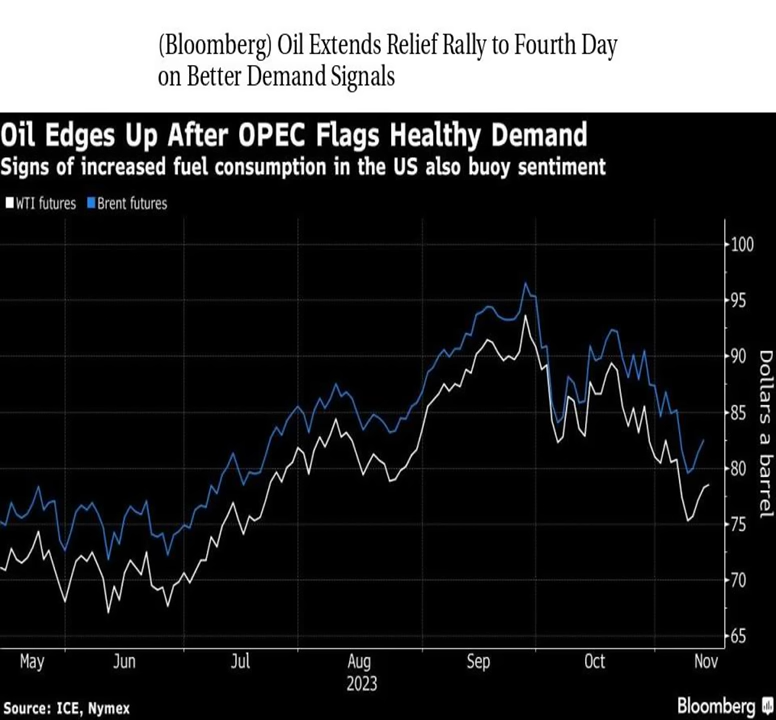 (Bloomberg) Oil Extends Relief Rally to Fourth Day
on Better Demand Signals
Oil Edges Up After OPEC Flags Healthy Demand
Signs of increased fuel consumption in the US also buoy sentiment
WTI futures Brent futures
100
95
90
85
80
75
70
65
Dollars a barrel
May Jun Jul Aug Sep Oct Nov
2023
Source: ICE, Nymex
Bloomberg